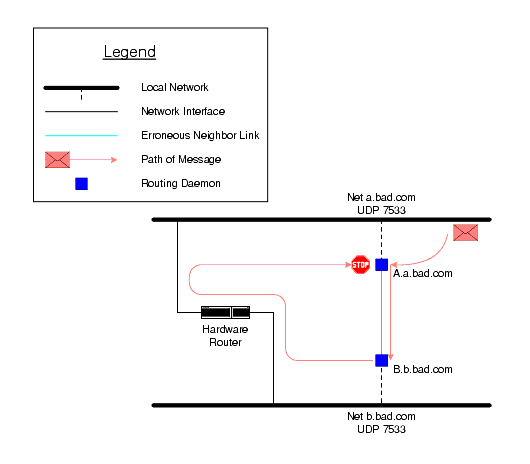 Legend
Local Network
Network Interface
Erroneous Neighbor Link
Path of Message
Routing Daemon
Net a.bad.com
UDP 7533
STOP
A.a.bad.com
Hardware
Router
B.b.bad.com
Net b.bad.com
UDP 7533